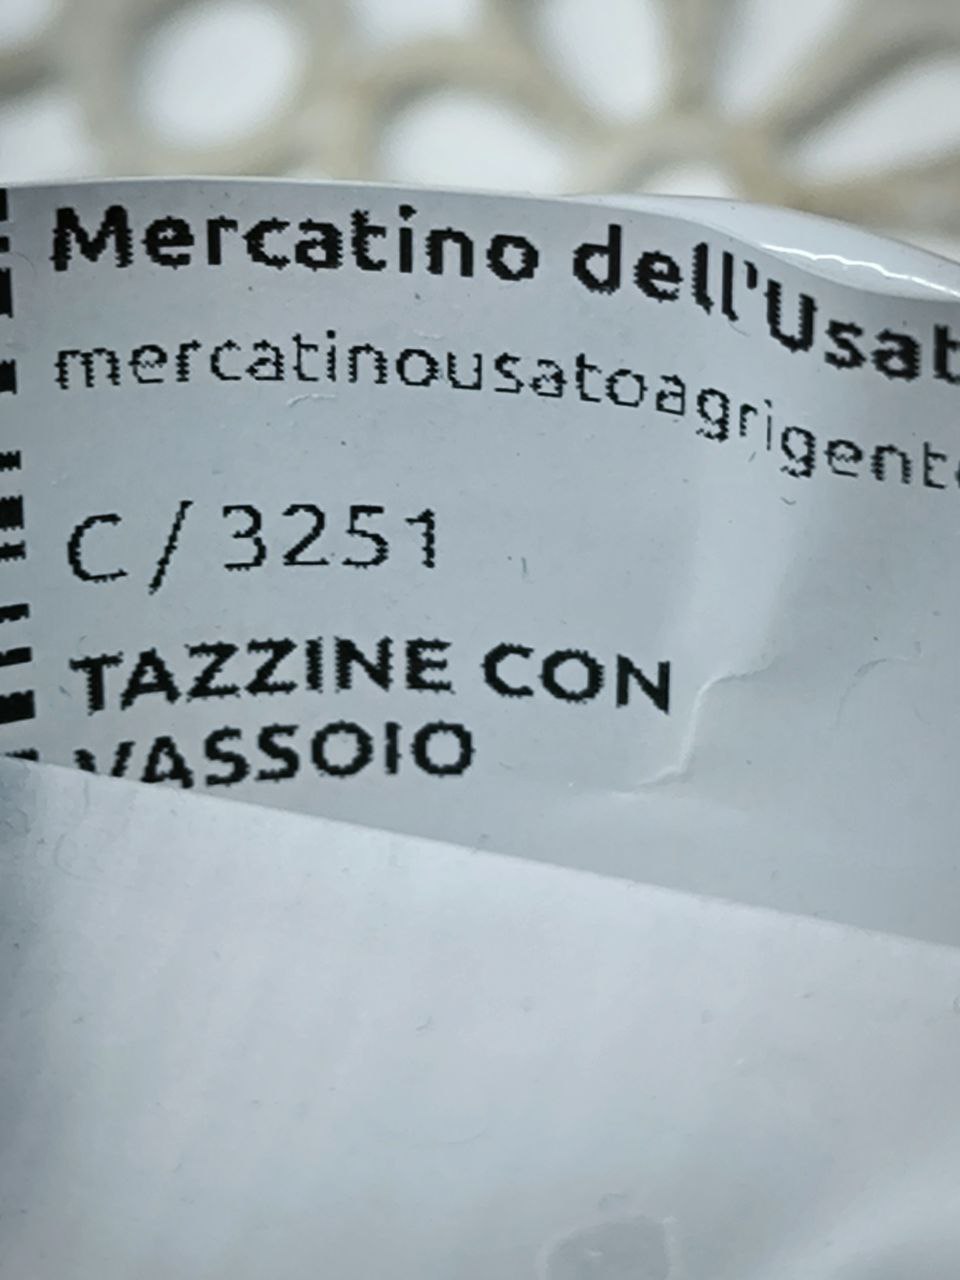 Mercatino dell'Usat
mercatinousatoagrigent
C/3251
TAZZINE CON
VASSOIO